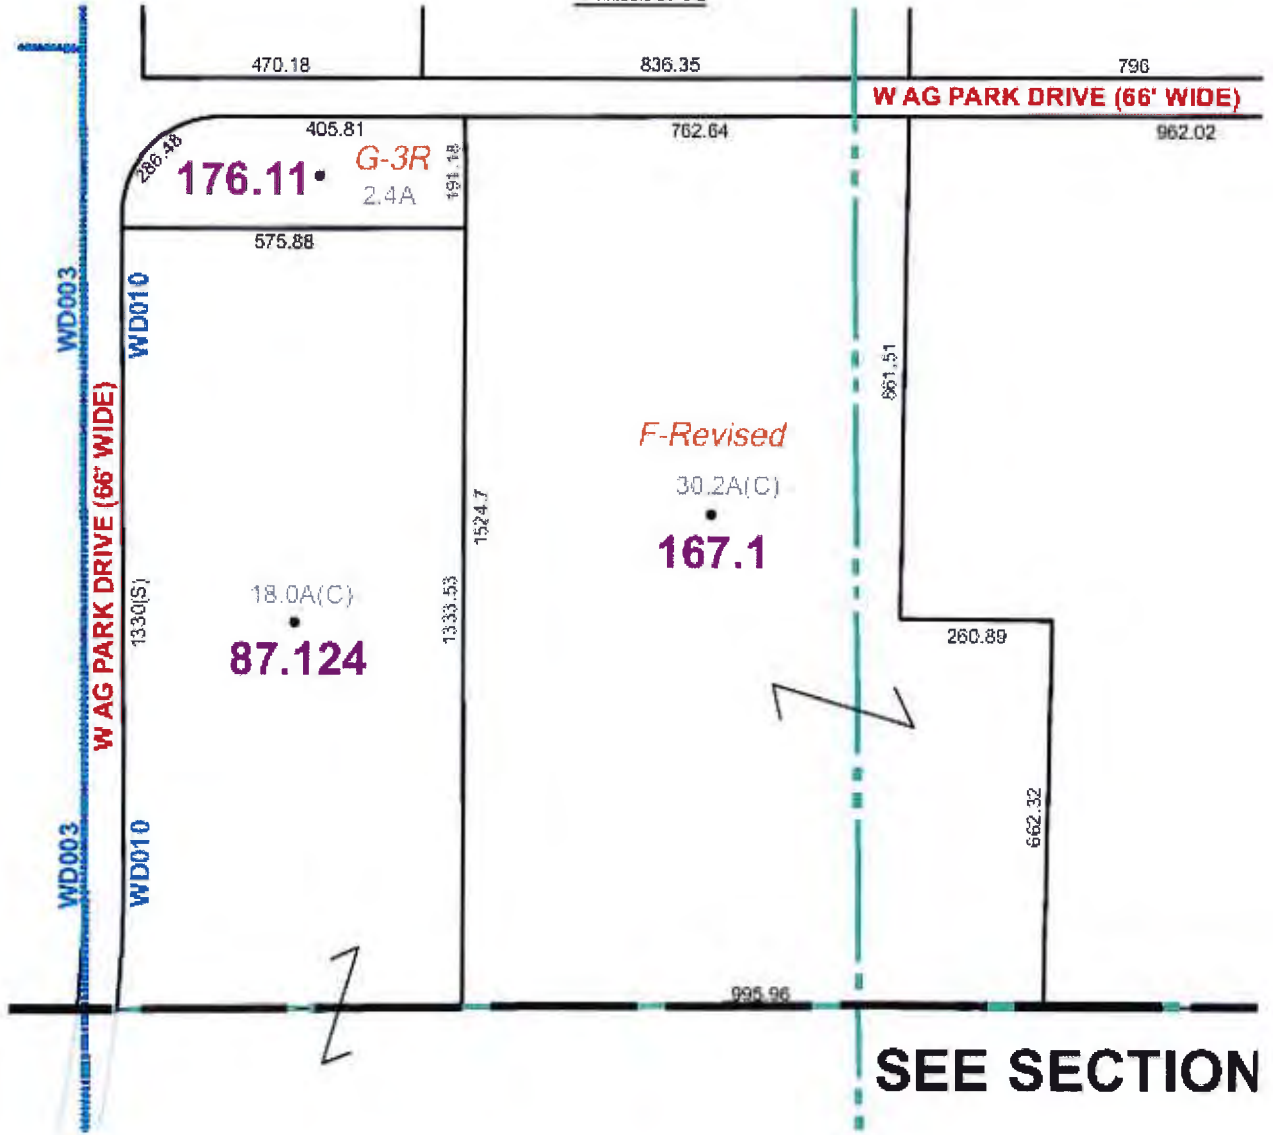 470.18
836.35
796
W AG PARK DRIVE (66' WIDE)
405.81
762.64
962.02
286.48
176.11
G-3R
2.4A
191.18
575.88
WD003
WD010
861.51
F-Revised
30.2A(C)
167.1
1524.7
W AG PARK DRIVE (66' WIDE)
1330(S)
18.0A(C)
87.124
1333.53
260.89
662.32
WD003
WD010
995.96
SEE SECTION